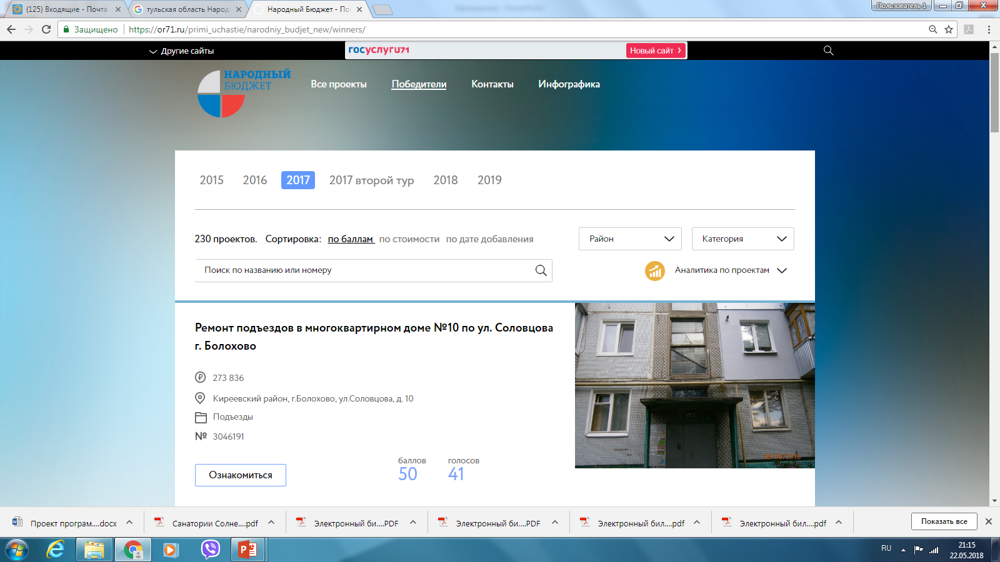 (125) Входящие - Почта
тульская область Народ
Народный Бюджет - Поб
Пользователь 1
Защищено
https://or71.ru/primi_uchastie/narodniy_budjet_new/winners/
Другие сайты
госуслуги71
Новый сайт
НАРОДНЫЙ
БЮДЖЕТ
Все проекты Победители Контакты Инфографика
2015 2016 2017 2017 второй тур 2018 2019
230 проектов. Сортировка: по баллам по стоимости по дате добавления
Район
Категория
Поиск по названию или номеру
Аналитика по проектам
Ремонт подъездов в многоквартирном доме №10 по ул. Соловцова
г. Болохово
273 836
Киреевский район, г.Болохово, ул.Соловцова, д. 10
Подъезды
№ 3046191
баллов голосов
50 41
Ознакомиться
Проект програм....docx
Санатории Солне....pdf
Электронный би....PDF
Электронный би....PDF
Электронный бил....pdf
Электронный бил....pdf
Показать все
RU
21:15
22.05.2018